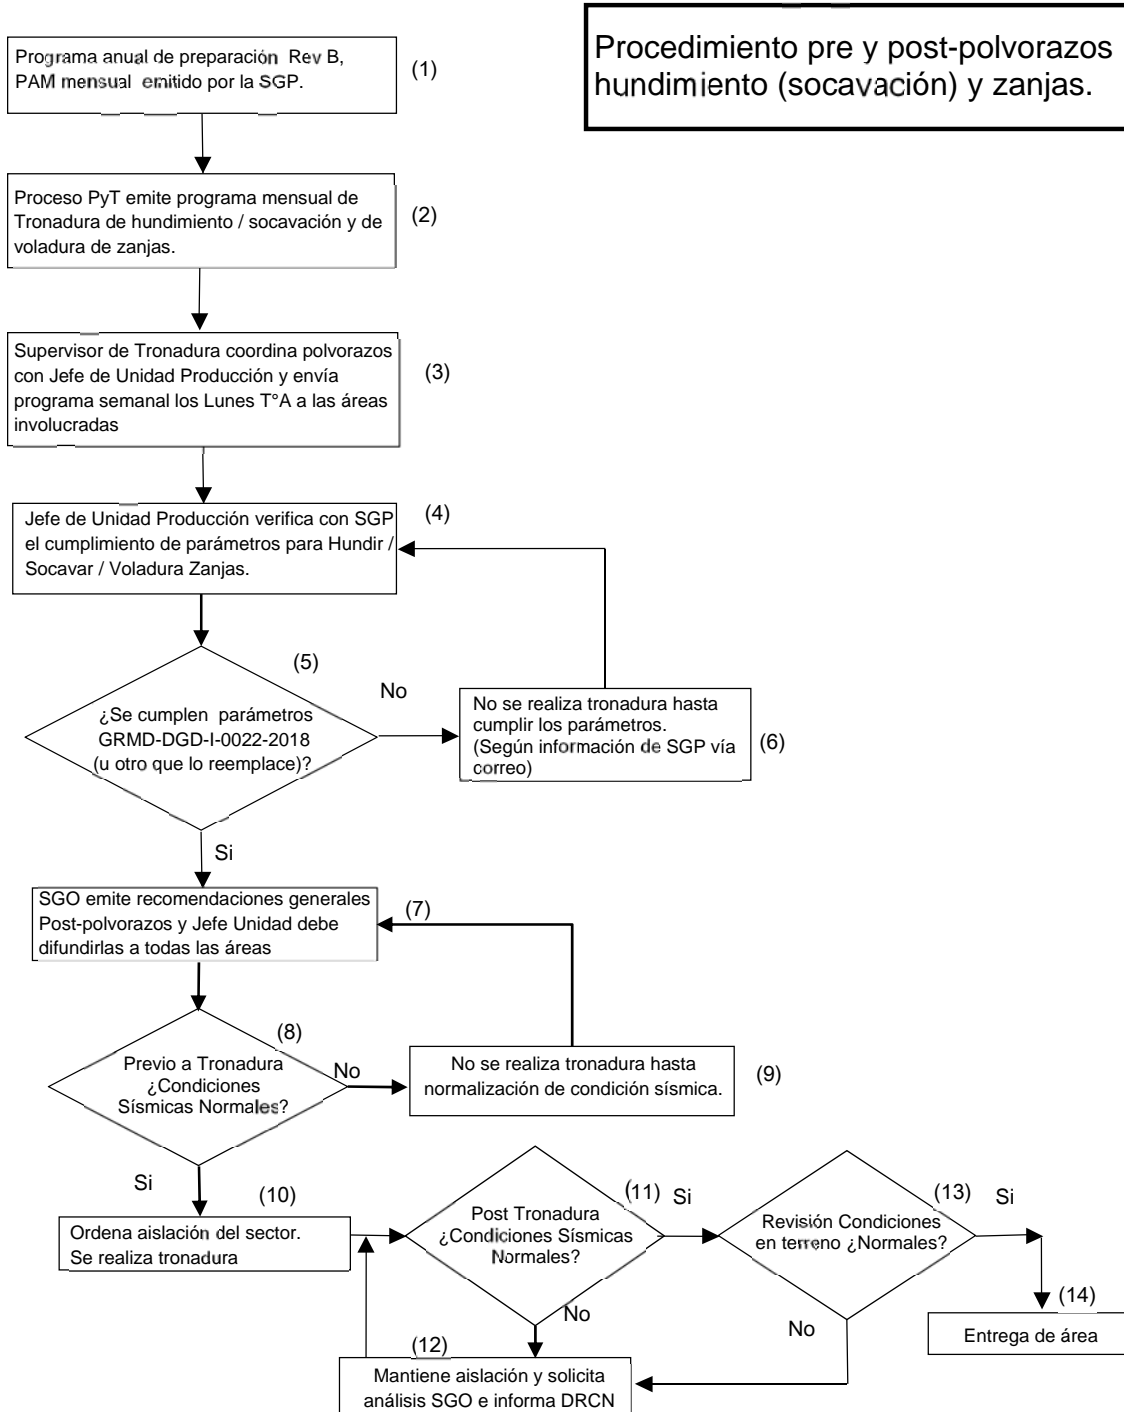 Procedimiento pre y post-polvorazos
hundimiento (socavación) y zanjas.
Programa anual de preparación Rev B,
PAM mensual emitido por la SGP.
(1)
Proceso PyT emite programa mensual de
Tronadura de hundimiento / socavación y de
voladura de zanjas.
(2)
Supervisor de Tronadura coordina polvorazos
con Jefe de Unidad Producción y envía
programa semanal los Lunes T°A a las áreas
involucradas
(3)
Jefe de Unidad Producción verifica con SGP
el cumplimiento de parámetros para Hundir /
Socavar / Voladura Zanjas.
(4)
(5)
¿Se cumplen parámetros
GRMD-DGD-I-0022-2018
(u otro que lo reemplace)?
No
No se realiza tronadura hasta
cumplir los parámetros.
(Según información de SGP vía
correo)
(6)
Si
SGO emite recomendaciones generales
Post-polvorazos y Jefe Unidad debe
difundirlas a todas las áreas
(7)
(8)
Previo a Tronadura
¿Condiciones
Sísmicas Normales?
No
No se realiza tronadura hasta
normalización de condición sísmica.
(9)
Si
(10)
Ordena aislación del sector.
Se realiza tronadura
(11)
Post Tronadura
¿Condiciones Sísmicas
Normales?
Si
No
(12)
Mantiene aislación y solicita
análisis SGO e informa DRCN
(13)
Revisión Condiciones
en terreno ¿Normales?
Si
No
(14)
Entrega de área